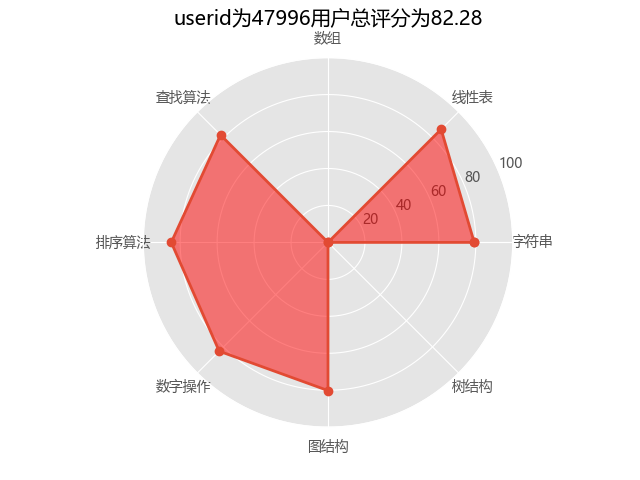 userid为47996用户总评分为82.28
数组
查找算法
线性表
100
80
60
40
20
排序算法
字符串
数字操作
树结构
图结构